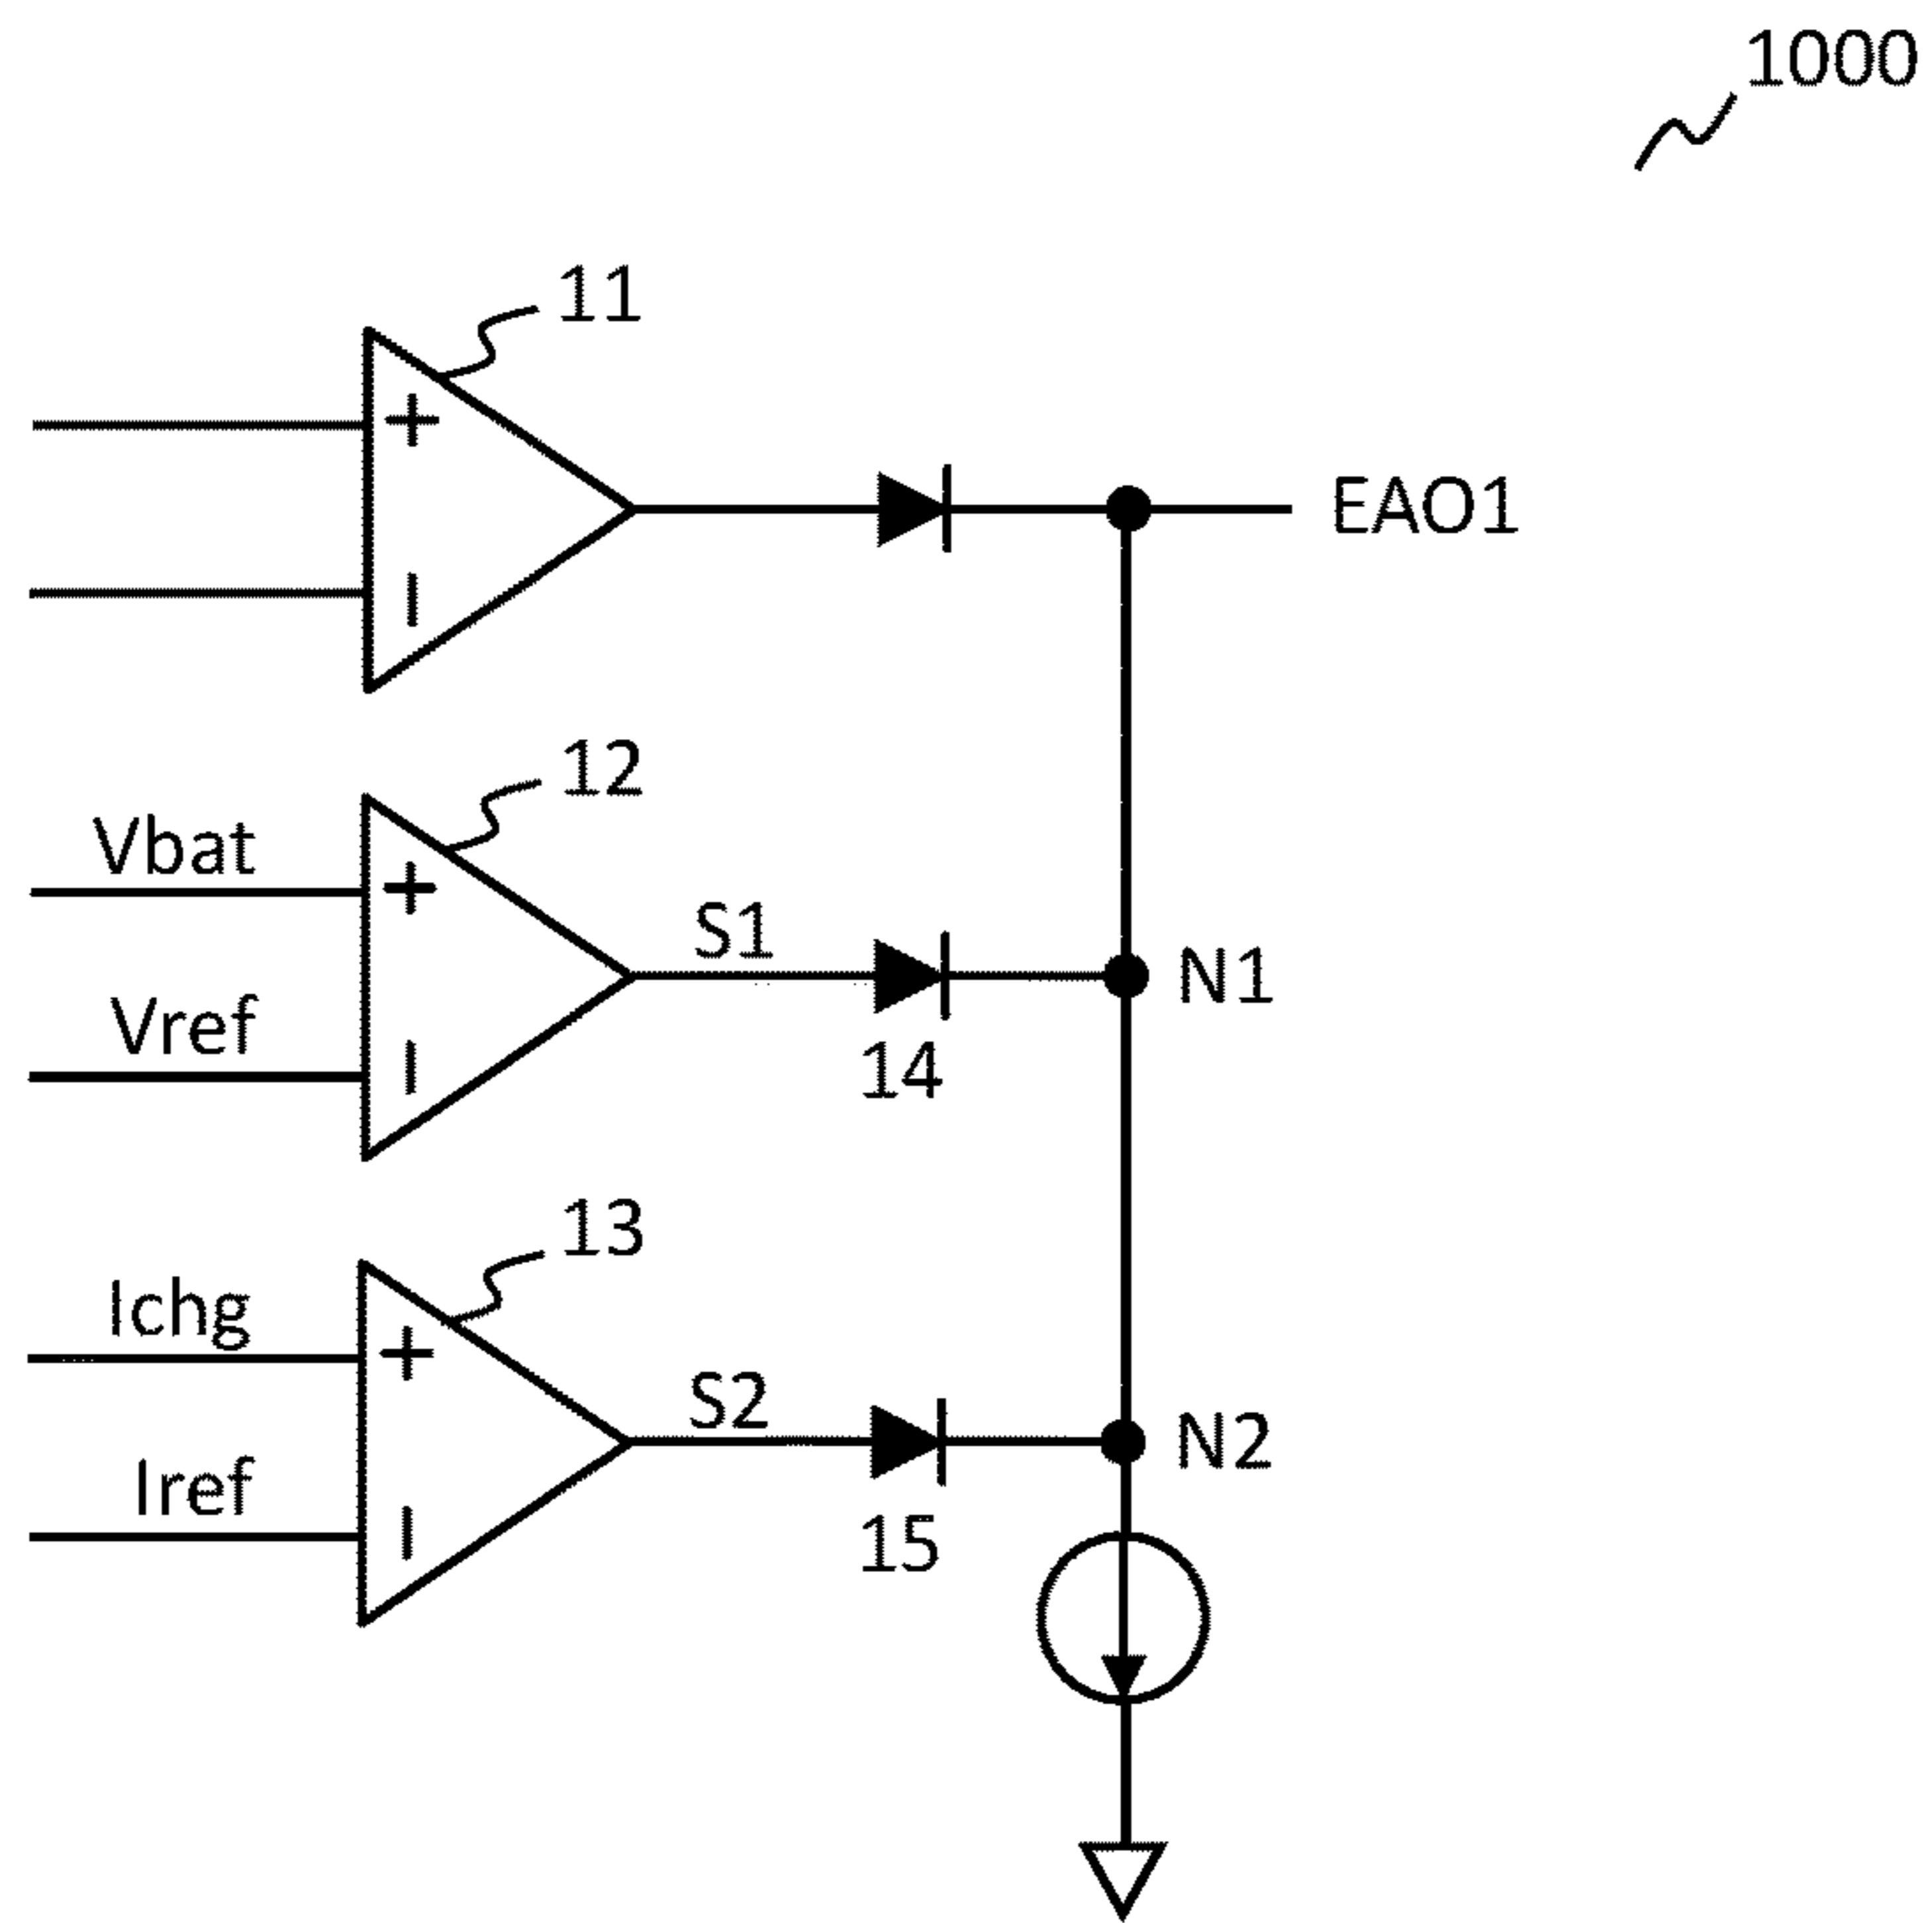 1000
11
+
−
EAO1
12
Vbat
+
S1
Vref
−
N1
14
13
Ichg
+
S2
Iref
−
N2
15